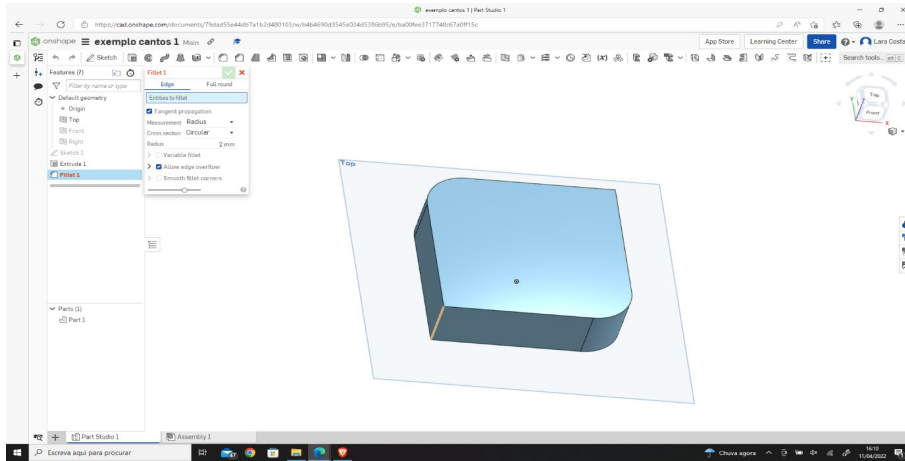 exemplo cantos 1 | Part Studio 1
https://cad.onshape.com/documents/79dad55e44db7a1b2d480103/w/b4b4690d3545e024d5386b95/e/ba00fee3717748c67a0ff15c
onshape exemplo cantos 1 Main
App Store Learning Center Share Lara Costa
Sketch
Search tools...
Features (7)
Filter by name or type
Default geometry
Origin
Top
Front
Right
Sketch 1
Extrude 1
Fillet 1
Fillet 1
Edge Full round
Entities to fillet
Tangent propagation
Measurement Radius
Cross section Circular
Radius 2 mm
Variable fillet
Allow edge overflow
Smooth fillet corners
Top
Top
Front
Z
X
Parts (1)
Part 1
Part Studio 1 Assembly 1
Escreva aqui para procurar
Chuva agora
16:10
11/04/2022